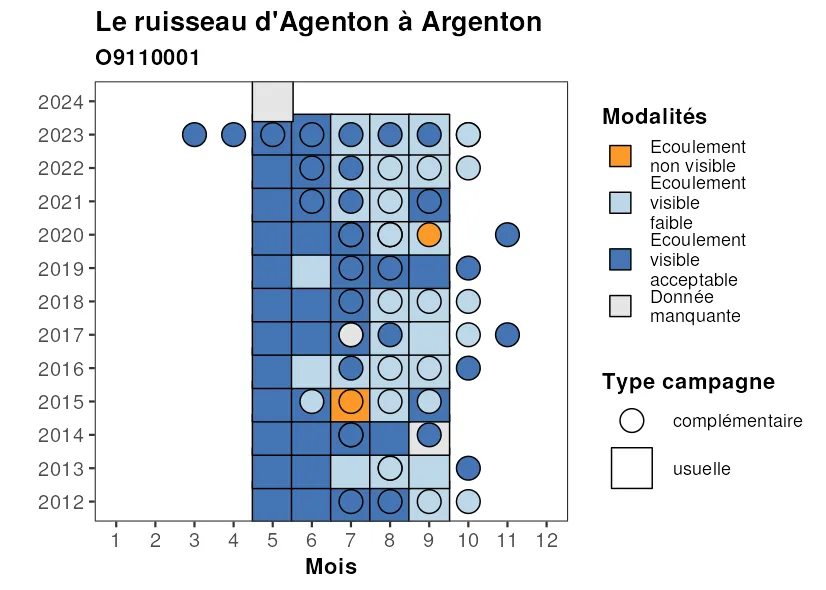 Le ruisseau d'Agenton à Argenton
O9110001
2024
2023
2022
2021
2020
2019
2018
2017
2016
2015
2014
2013
2012
1 2 3 4 5 6 7 8 9 10 11 12
Mois
Modalités
Ecoulement
non visible
Ecoulement
visible
faible
Ecoulement
visible
acceptable
Donnée
manquante
Type campagne
complémentaire
usuelle